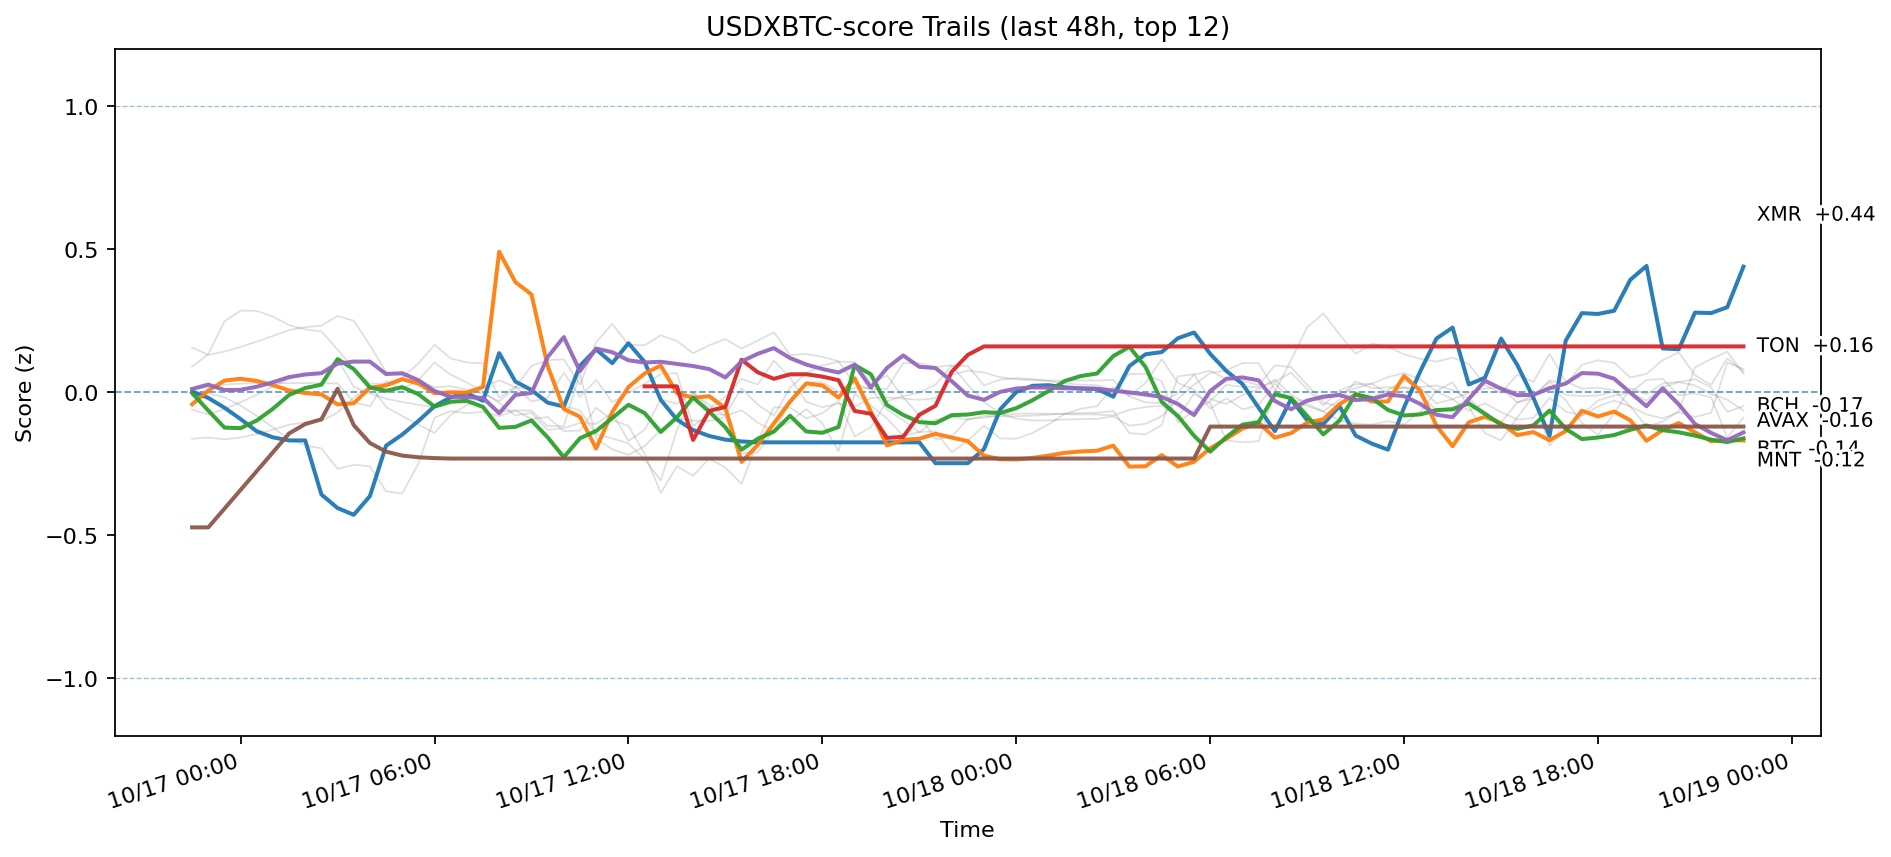 USDXBTC-score Trails (last 48h, top 12)
Score (z)
1.0
0.5
0.0
−0.5
−1.0
XMR +0.44
TON +0.16
BCH -0.17
AVAX -0.16
BTC -0.14
MNT -0.12
10/17 00:00
10/17 06:00
10/17 12:00
10/17 18:00
10/18 00:00
10/18 06:00
10/18 12:00
10/18 18:00
10/19 00:00
Time